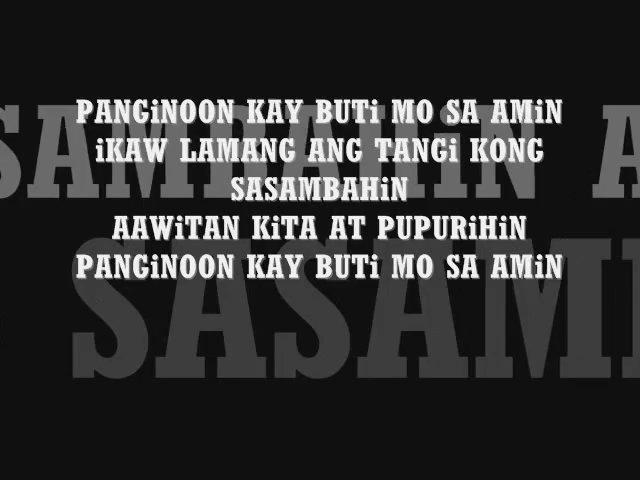 PANGiNOON KAY BUTi MO SA AMiN
iKAW LAMANG ANG TANGi KONG
SASAMBAHiN
AAWiTAN KiTA AT PUPURiHiN
PANGiNOON KAY BUTi MO SA AMiN